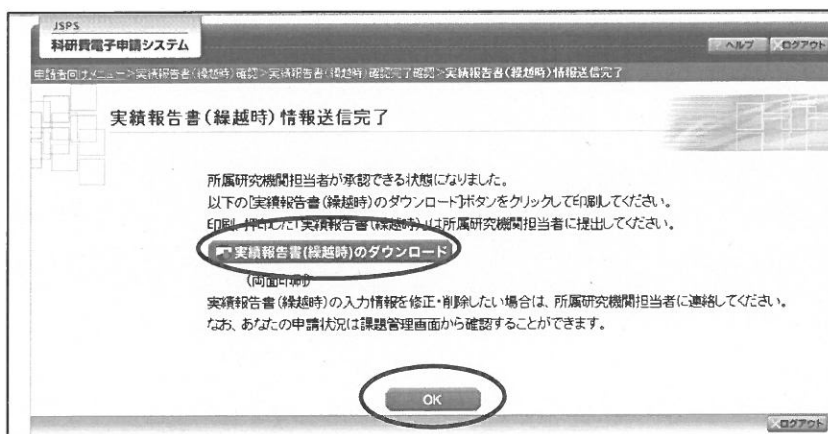 JSPS
科研費電子申請システム
ヘルプ
ログアウト
申請者向けメニュー>実績報告書(繰越時)確認>実績報告書(繰越時)確認完了確認>実績報告書(繰越時)情報送信完了
実績報告書(繰越時)情報送信完了
所属研究機関担当者が承認できる状態になりました。
以下の[実績報告書(繰越時)のダウンロード]ボタンをクリックして印刷してください。
印刷、押印した「実績報告書(繰越時)」は所属研究機関担当者に提出してください。
実績報告書(繰越時)のダウンロード
(両面印刷)
実績報告書(繰越時)の入力情報を修正・削除したい場合は、所属研究機関担当者に連絡してください。
なお、あなたの申請状況は課題管理画面から確認することができます。
OK
ログアウト